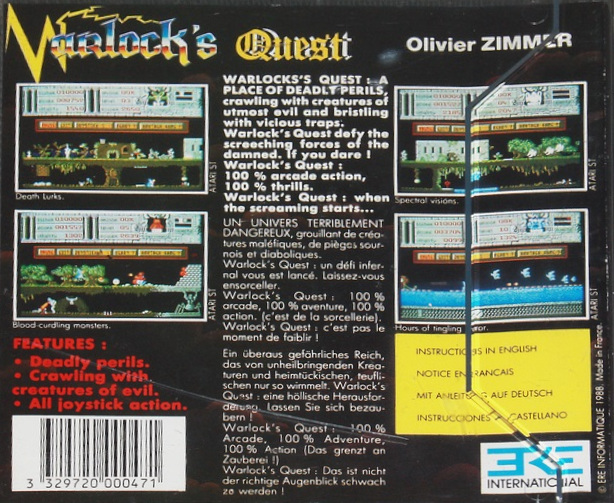 Warlock's Quest
Olivier ZIMMER
WARLOCKS'S QUEST : A
PLACE OF DEADLY PERILS,
crawling with creatures of
utmost evil and bristling
with vicious traps.
Warlock's Quest defy the
screeching forces of the
damned. If you dare !
Warlock's Quest :
100 % arcade action,
100 % thrills.
Warlock's Quest : when
the screaming starts...
Death Lurks.
ATARI ST
Spectral visions.
ATARI ST
Blood-curdling monsters.
ATARI ST
Hours of tingling
ATARI ST
UN UNIVERS TERRIBLEMENT
DANGEREUX, grouillant de créa-
tures maléfiques, de pièges sour-
nois et diaboliques.
Warlock's Quest : un défi infer-
nal vous est lancé. Laissez-vous
ensorceler.
Warlock's Quest : 100 %
arcade, 100 % aventure, 100 %
action. (c'est de la sorcellerie).
Warlock's Quest : c'est pas le
moment de faiblir !
Ein überaus gefährliches Reich,
das von unheilbringenden Krea-
turen und heimtückischen, teufli-
schen nur so wimmelt. Warlock's
Quest : eine höllische Herausfor-
derung. Lassen Sie sich bezau-
bern !
Warlock's Quest : 100 %
Arcade, 100 % Adventure,
100 % Action (Das grenzt an
Zauberei !)
Warlock's Quest : Das ist nicht
der richtige Augenblick schwach
zu werden !
FEATURES :
• Deadly perils.
• Crawling with
creatures of evil.
• All joystick action.
3 329720 000471
INSTRUCTIONS IN ENGLISH
NOTICE EN FRANCAIS
MIT ANLEITUNG AUF DEUTSCH
INSTRUCCIONES CASTELLANO
ERE
INTERNATIONAL
© ERE INFORMATIQUE 1988. Made in France.